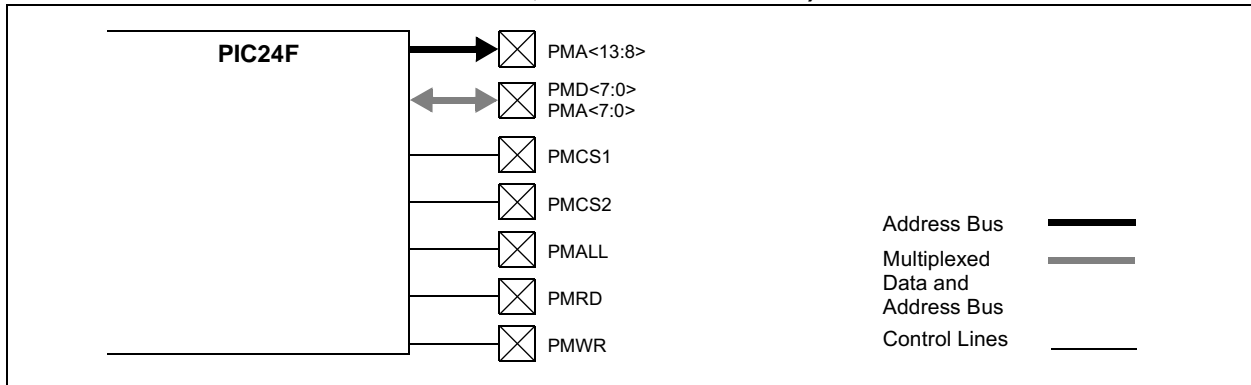 PIC24F
PMA<13:8>
PMD<7:0>
PMA<7:0>
PMCS1
PMCS2
PMALL
PMRD
PMWR
Address Bus
Multiplexed
Data and
Address Bus
Control Lines